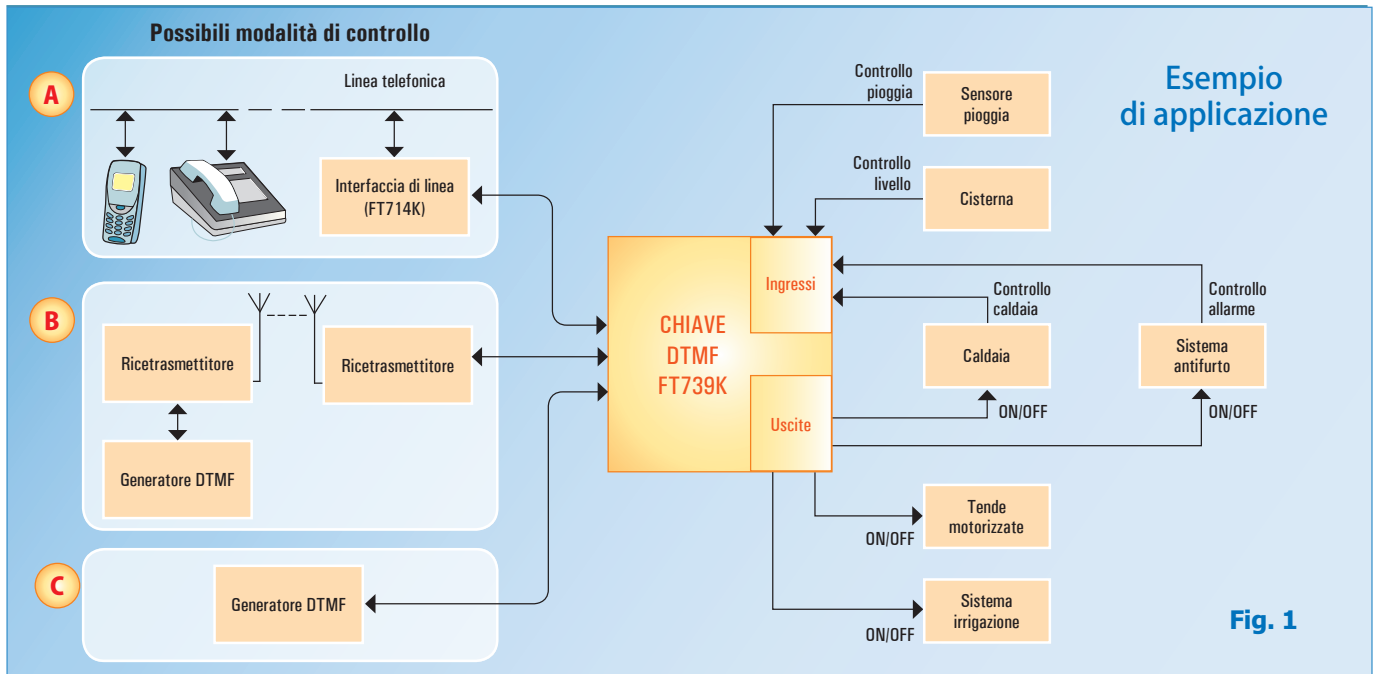 Possibili modalità di controllo
A
Linea telefonica
Interfaccia di linea
(FT714K)
B
Ricetrasmettitore
Ricetrasmettitore
Generatore DTMF
C
Generatore DTMF
CHIAVE
DTMF
FT739K
Ingressi
Uscite
Controllo
pioggia
Sensore
pioggia
Controllo
livello
Cisterna
Controllo
caldaia
Caldaia
ON/OFF
Controllo
allarme
Sistema
antifurto
ON/OFF
Tende
motorizzate
ON/OFF
Sistema
irrigazione
ON/OFF
Esempio
di applicazione
Fig. 1